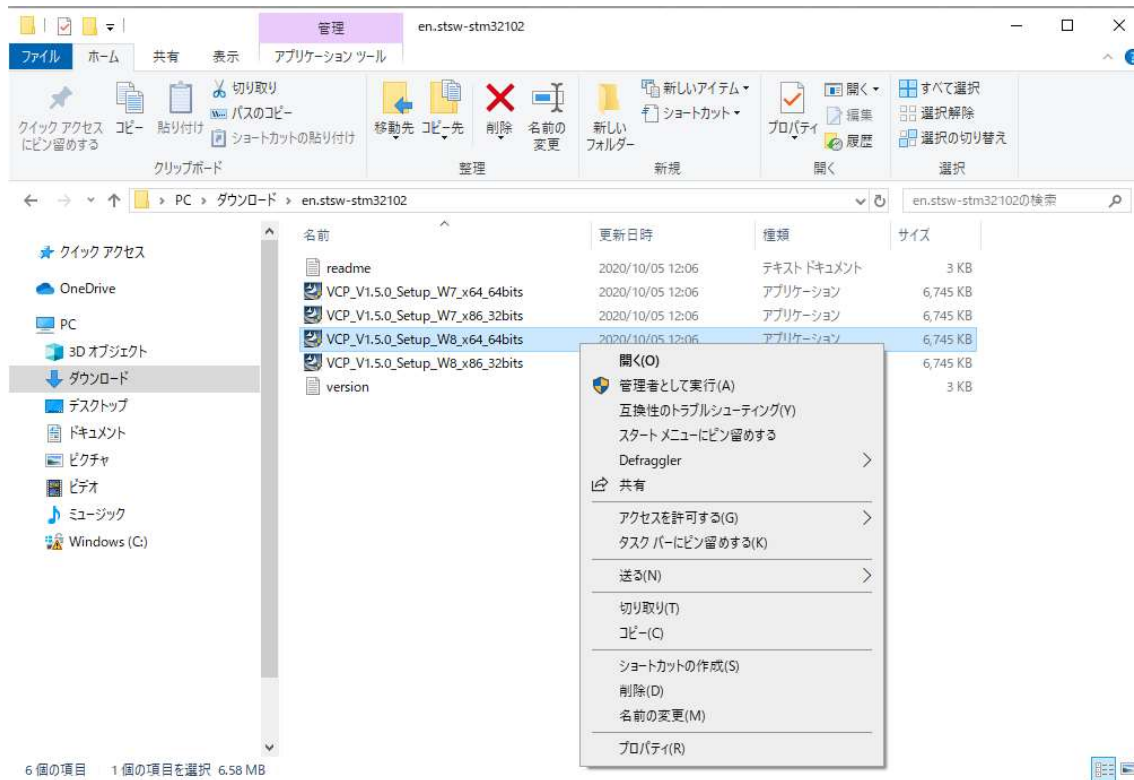 管理 en.stsw-stm32102
ファイル ホーム 共有 表示 アプリケーション ツール
クイック アクセス
にピン留めする
コピー
貼り付け
切り取り
パスのコピー
ショートカットの貼り付け
移動先
コピー先
削除
名前の
変更
新しい
フォルダー
新しいアイテム
ショートカット
プロパティ
開く
編集
履歴
すべて選択
選択解除
選択の切り替え
クリップボード 整理 新規 開く 選択
PC › ダウンロード › en.stsw-stm32102
en.stsw-stm32102の検索
クイック アクセス
OneDrive
PC
3D オブジェクト
ダウンロード
デスクトップ
ドキュメント
ピクチャ
ビデオ
ミュージック
Windows (C:)
名前 更新日時 種類 サイズ
readme 2020/10/05 12:06 テキスト ドキュメント 3 KB
VCP_V1.5.0_Setup_W7_x64_64bits 2020/10/05 12:06 アプリケーション 6,745 KB
VCP_V1.5.0_Setup_W7_x86_32bits 2020/10/05 12:06 アプリケーション 6,745 KB
VCP_V1.5.0_Setup_W8_x64_64bits 2020/10/05 12:06 アプリケーション 6,745 KB
VCP_V1.5.0_Setup_W8_x86_32bits 6,745 KB
version 3 KB
開く(O)
管理者として実行(A)
互換性のトラブルシューティング(Y)
スタート メニューにピン留めする
Defraggler
共有
アクセスを許可する(G)
タスク バーにピン留めする(K)
送る(N)
切り取り(T)
コピー(C)
ショートカットの作成(S)
削除(D)
名前の変更(M)
プロパティ(R)
6 個の項目 1 個の項目を選択 6.58 MB